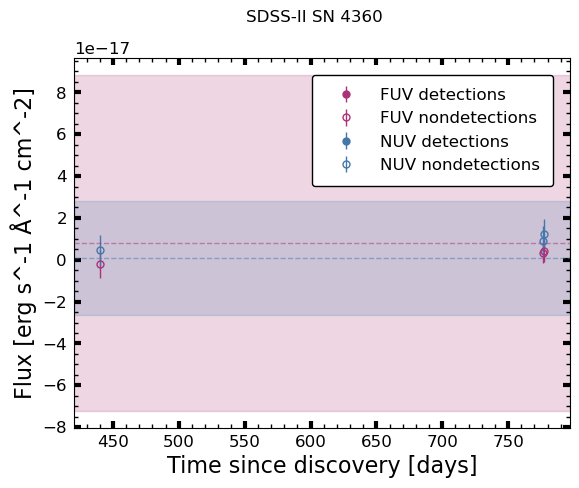 SDSS-II SN 4360
1e−17
Flux [erg s^-1 Å^-1 cm^-2]
8
6
4
2
0
−2
−4
−6
−8
FUV detections
FUV nondetections
NUV detections
NUV nondetections
450 500 550 600 650 700 750
Time since discovery [days]